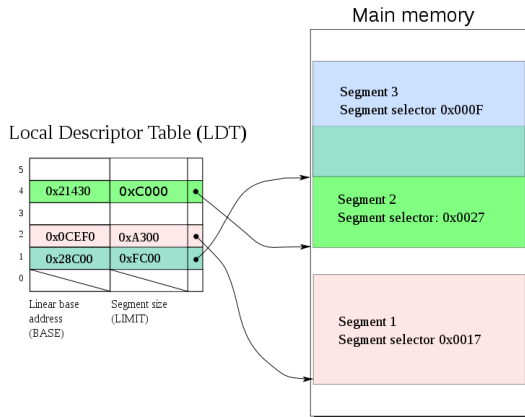 Main memory
Segment 3
Segment selector 0x000F
Local Descriptor Table (LDT)
5
4 0x21430 0xC000
3
2 0x0CEF0 0xA300
1 0x28C00 0xFC00
0
Segment 2
Segment selector: 0x0027
Linear base
address
(BASE)
Segment size
(LIMIT)
Segment 1
Segment selector 0x0017